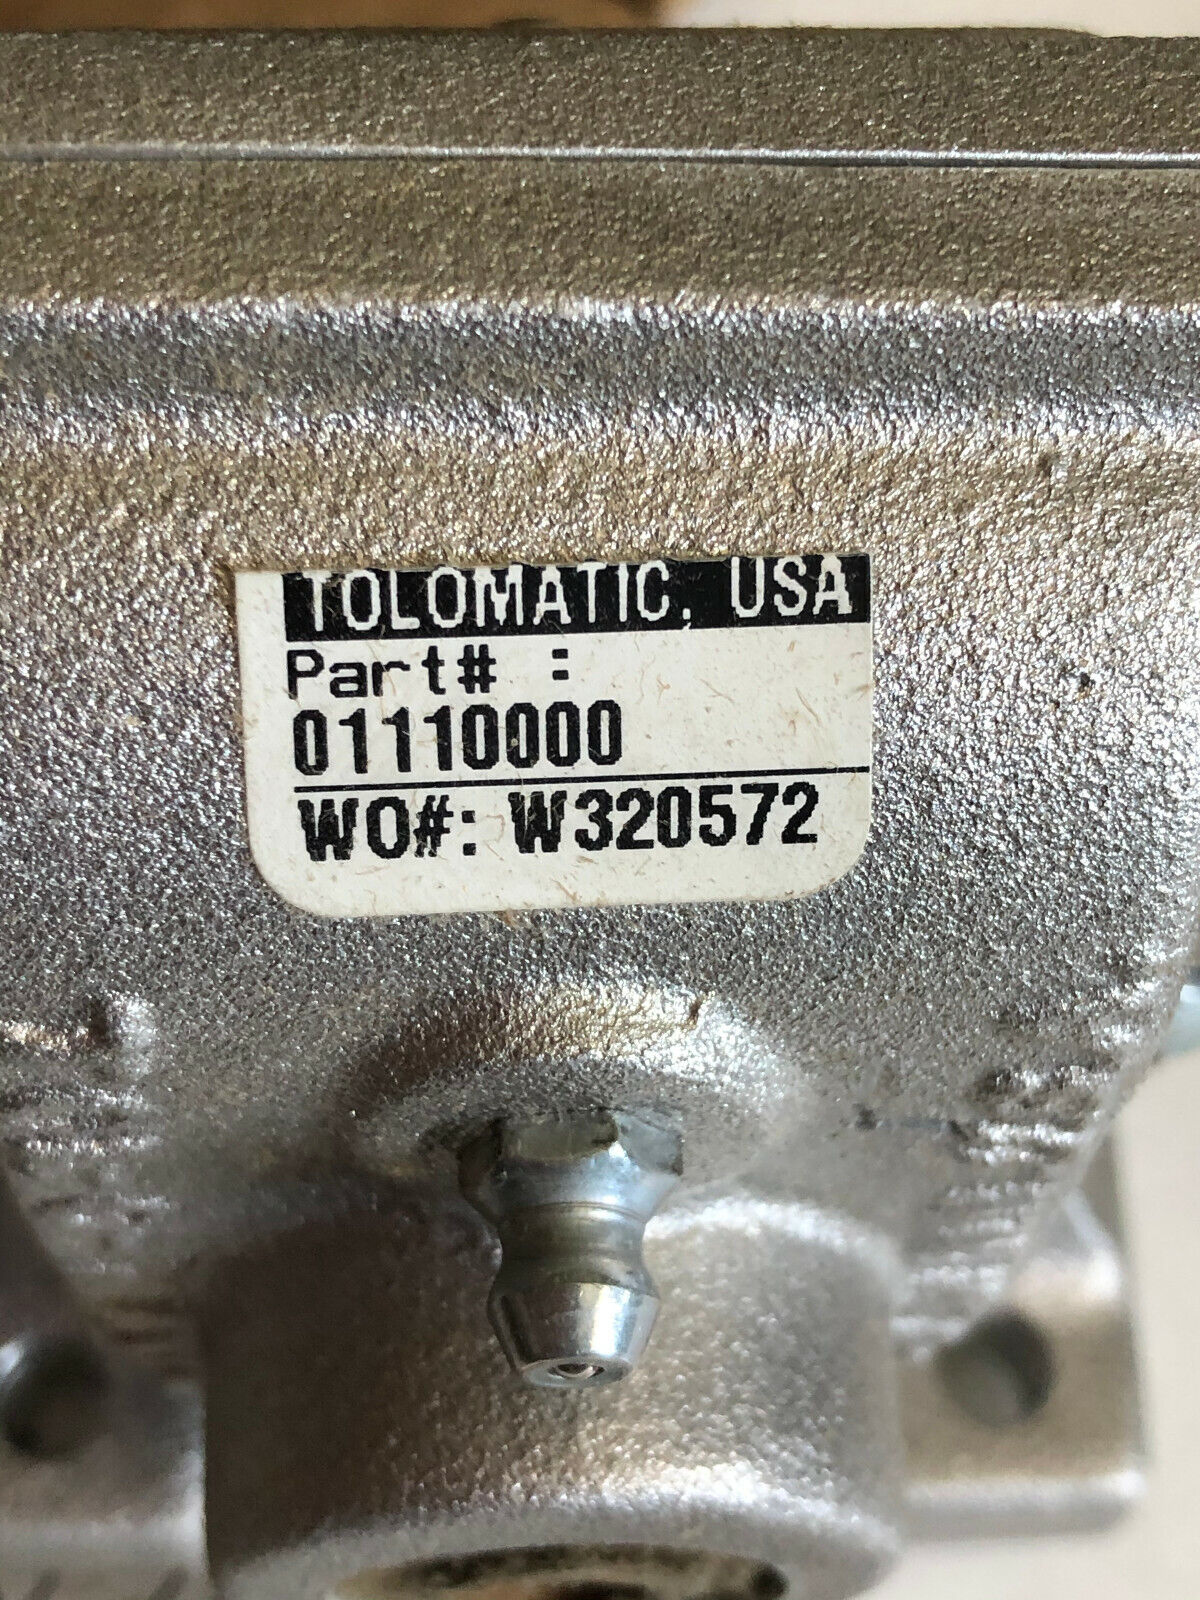 TOLOMATIC, USA
Part# :
01110000
WO#: W320572